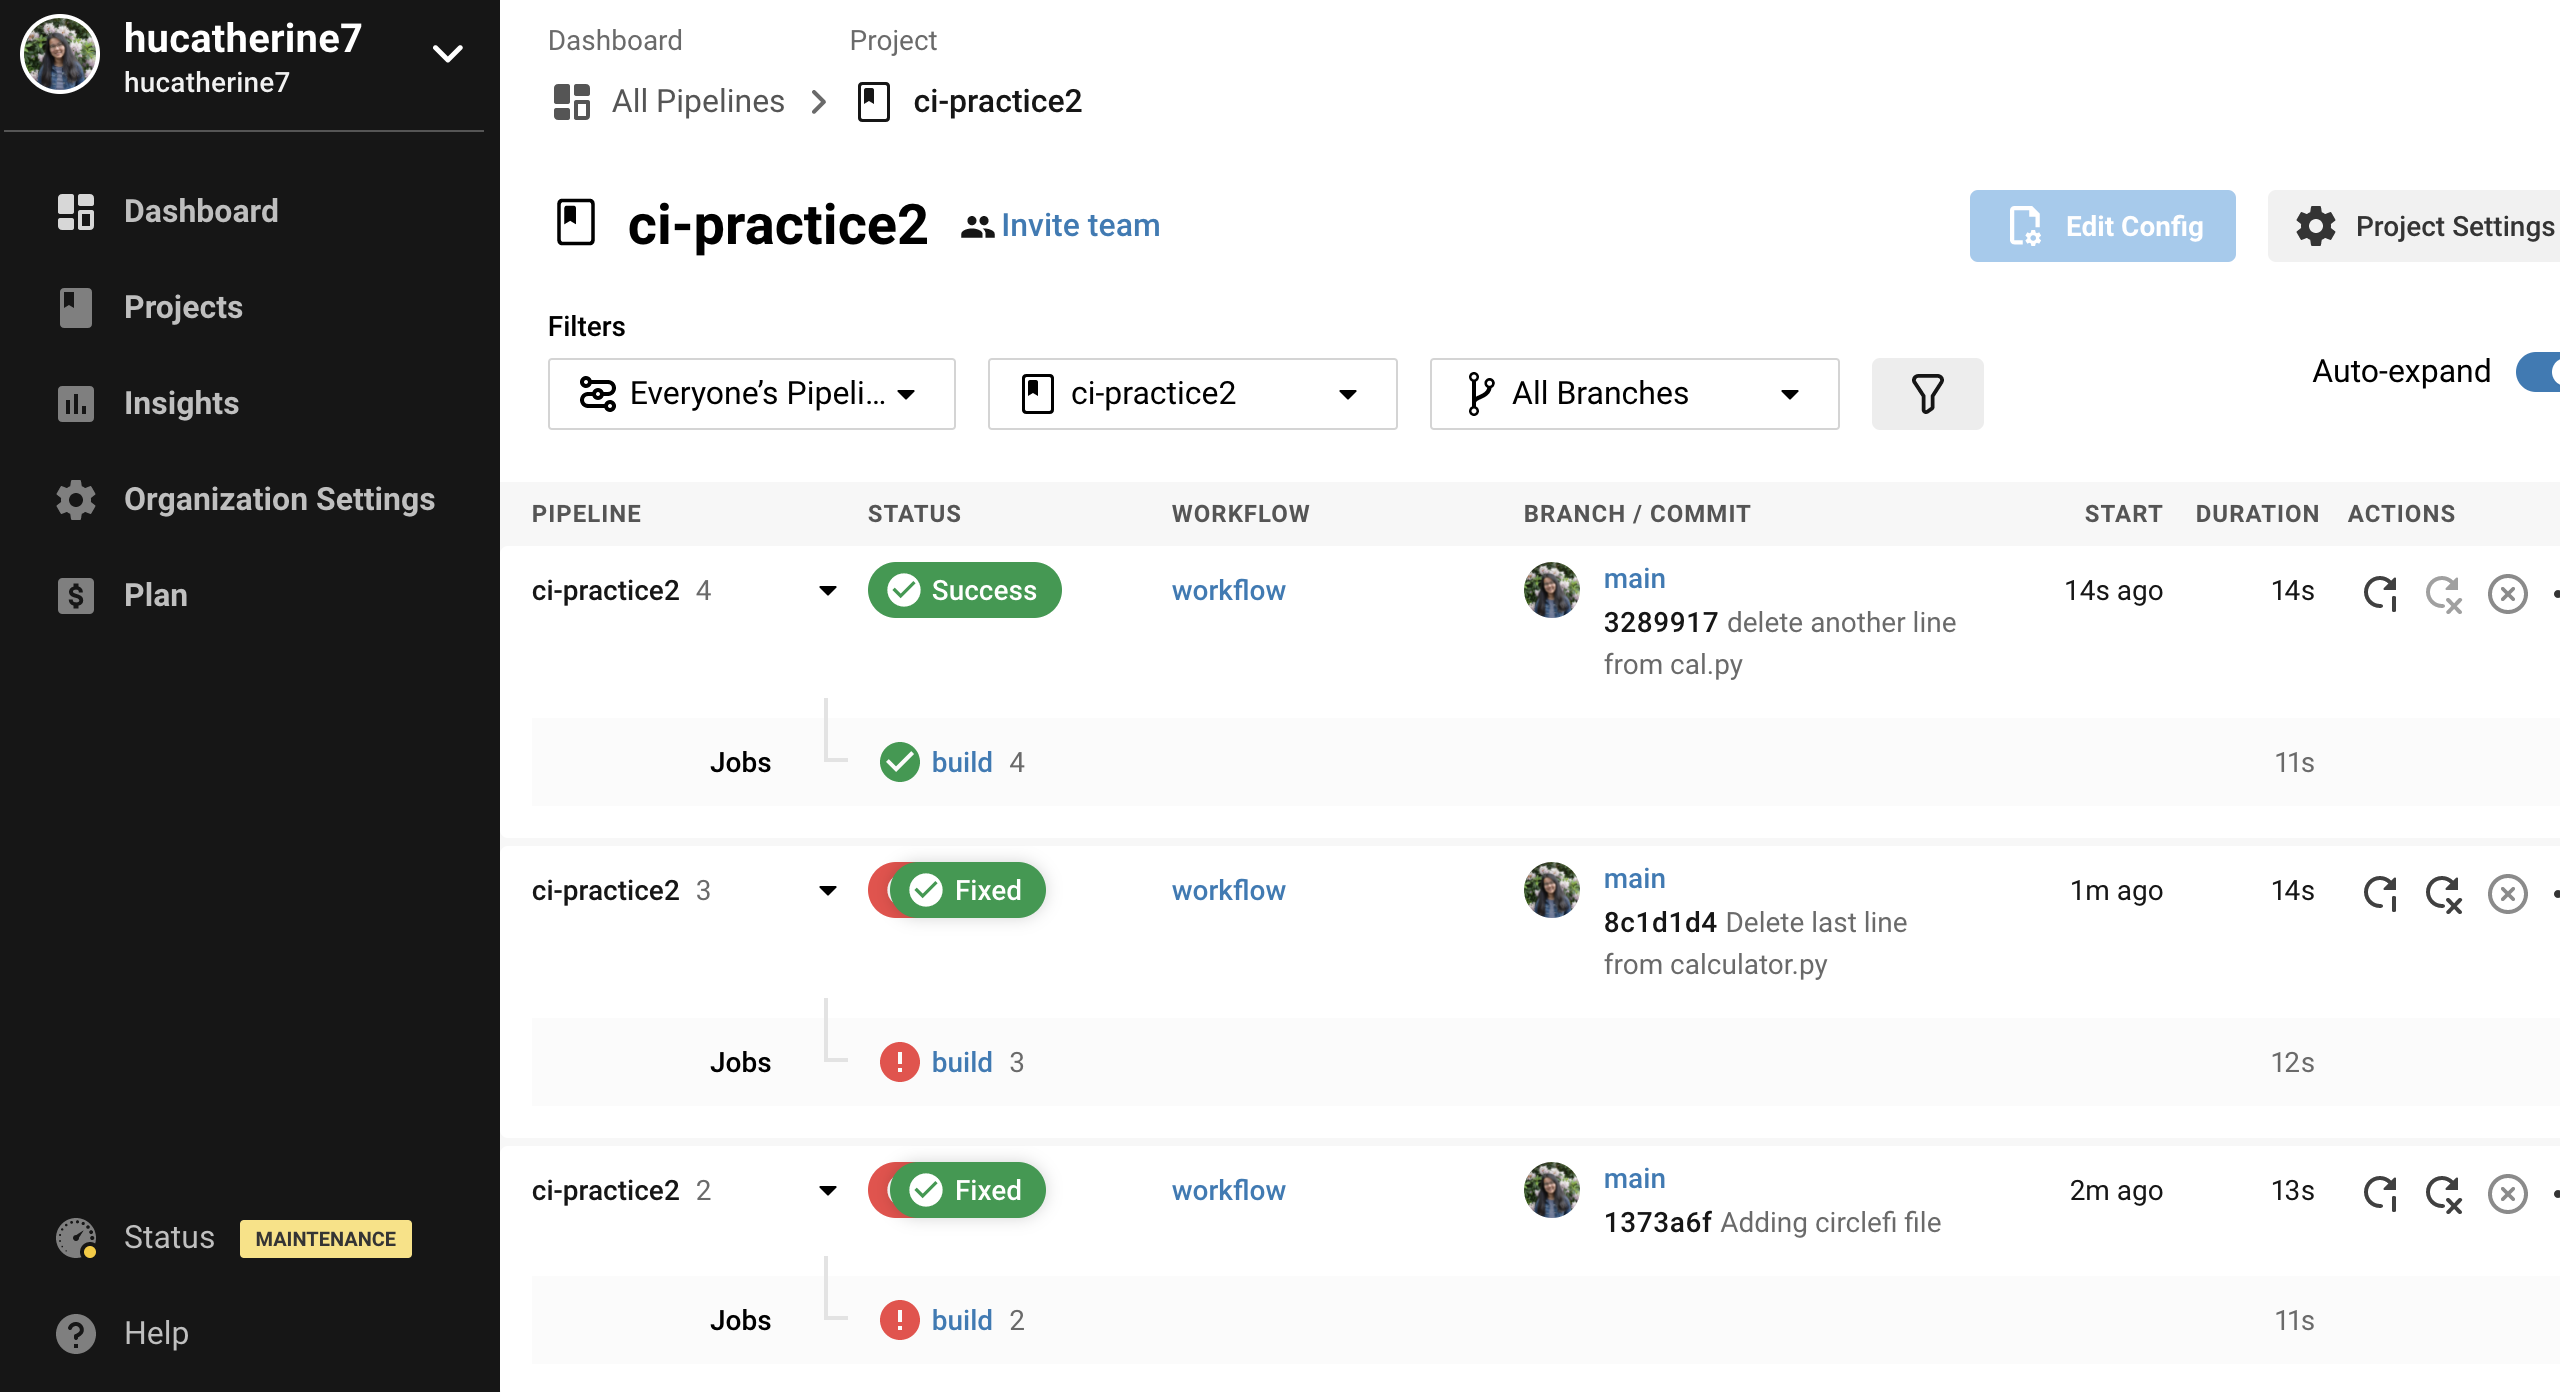 hucatherine7
hucatherine7
Dashboard
Projects
Insights
Organization Settings
$ Plan
Status MAINTENANCE
? Help
Dashboard Project
All Pipelines ci-practice2
ci-practice2 Invite team
Edit Config Project Settings
Filters
Everyone’s Pipeli... ci-practice2 All Branches
Auto-expand
PIPELINE STATUS WORKFLOW BRANCH / COMMIT START DURATION ACTIONS
ci-practice2 4 Success workflow main 14s ago 14s
3289917 delete another line
from cal.py
Jobs build 4 11s
ci-practice2 3 Fixed workflow main 1m ago 14s
8c1d1d4 Delete last line
from calculator.py
Jobs ! build 3 12s
ci-practice2 2 Fixed workflow main 2m ago 13s
1373a6f Adding circlefi file
Jobs ! build 2 11s